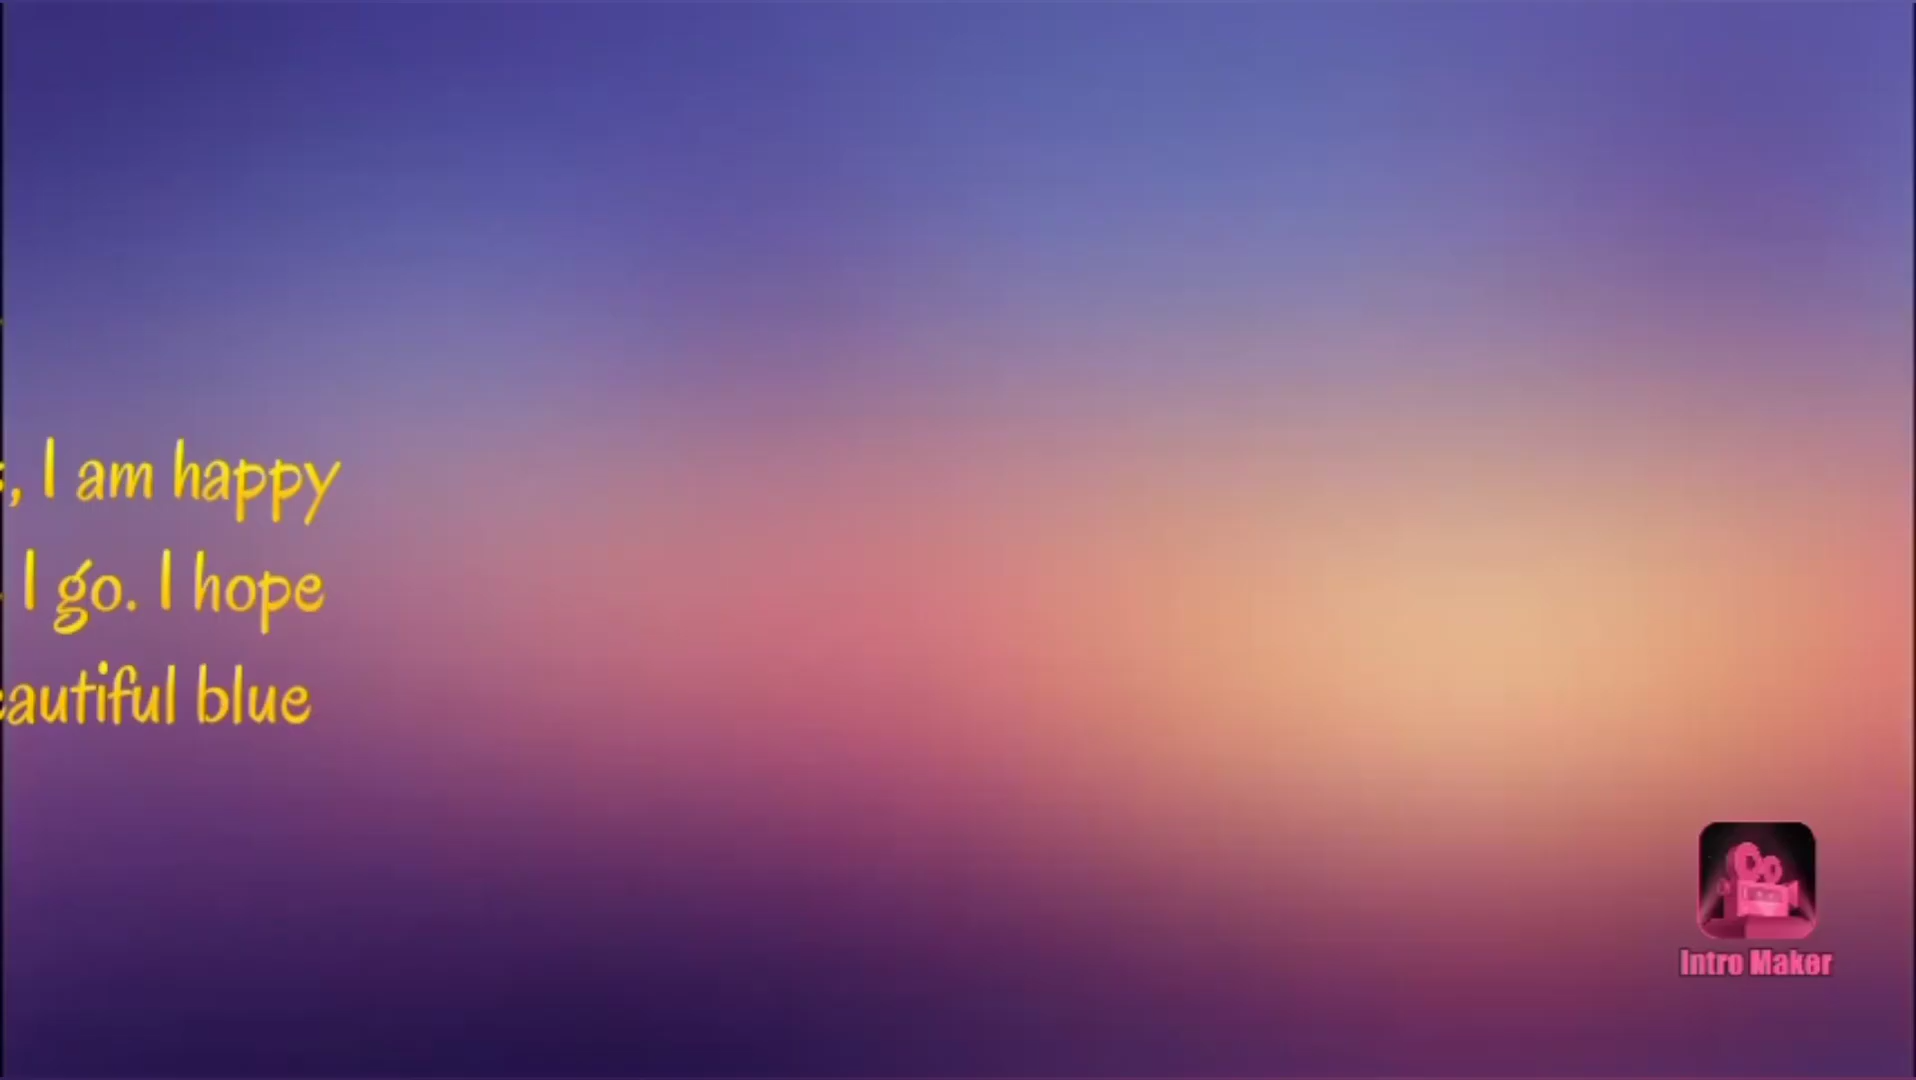 , I am happy
I go. I hope
eautiful blue
Intro Maker